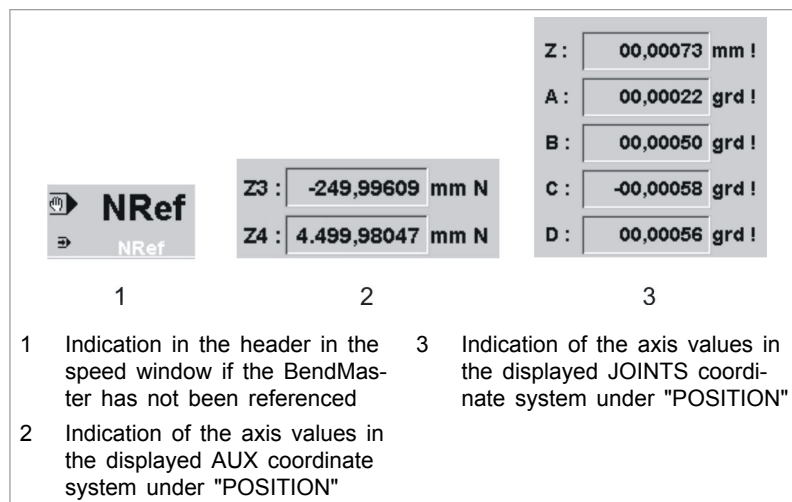 NRef
NRef
1
Z3 : -249,99609 mm N
Z4 : 4.499,98047 mm N
2
Z : 00,00073 mm !
A : 00,00022 grd !
B : 00,00050 grd !
C : -00,00058 grd !
D : 00,00056 grd !
3
1 Indication in the header in the
speed window if the BendMas-
ter has not been referenced
2 Indication of the axis values in
the displayed AUX coordinate
system under "POSITION"
3 Indication of the axis values in
the displayed JOINTS coordi-
nate system under "POSITION"